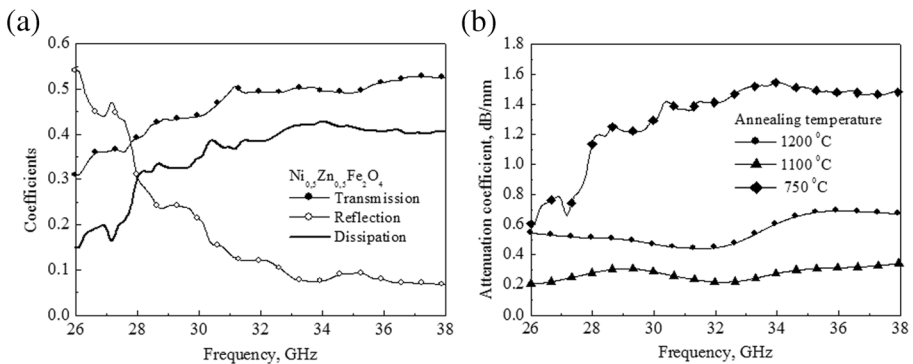 (a)
0.6
0.5
0.4
0.3
0.2
0.1
0.0
Coefficients
Ni0,5Zn0,5Fe2O4
Transmission
Reflection
Dissipation
26 28 30 32 34 36 38
Frequency, GHz
(b)
1.8
1.6
1.4
1.2
1.0
0.8
0.6
0.4
0.2
0.0
Attenuation coefficient, dB/mm
Annealing temperature
1200 °C
1100 °C
750 °C
26 28 30 32 34 36 38
Frequency, GHz